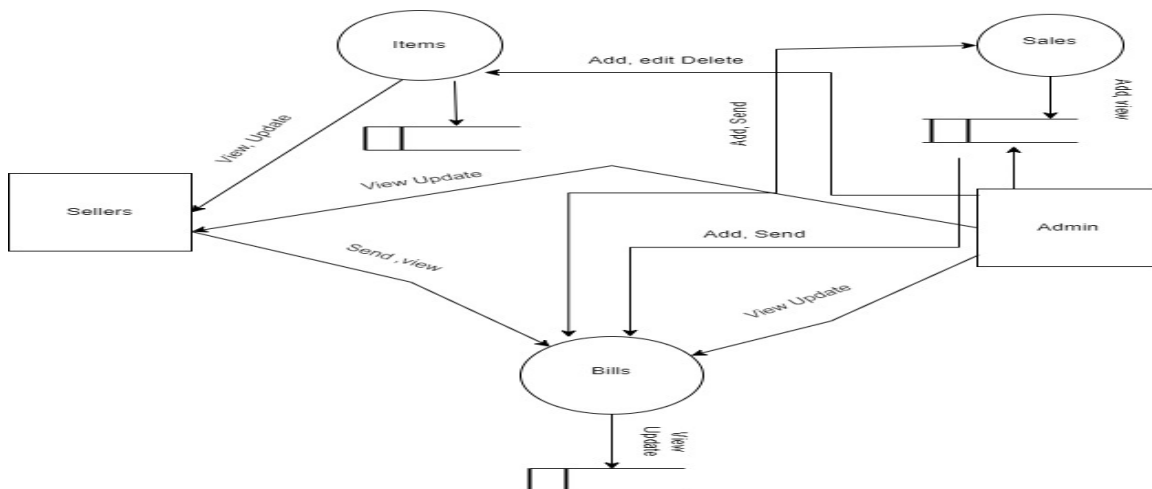 Items
Sales
Add, edit Delete
Add, view
Add, Send
View, Update
View Update
Sellers
Admin
Add, Send
Send ,view
View Update
Bills
View
Update